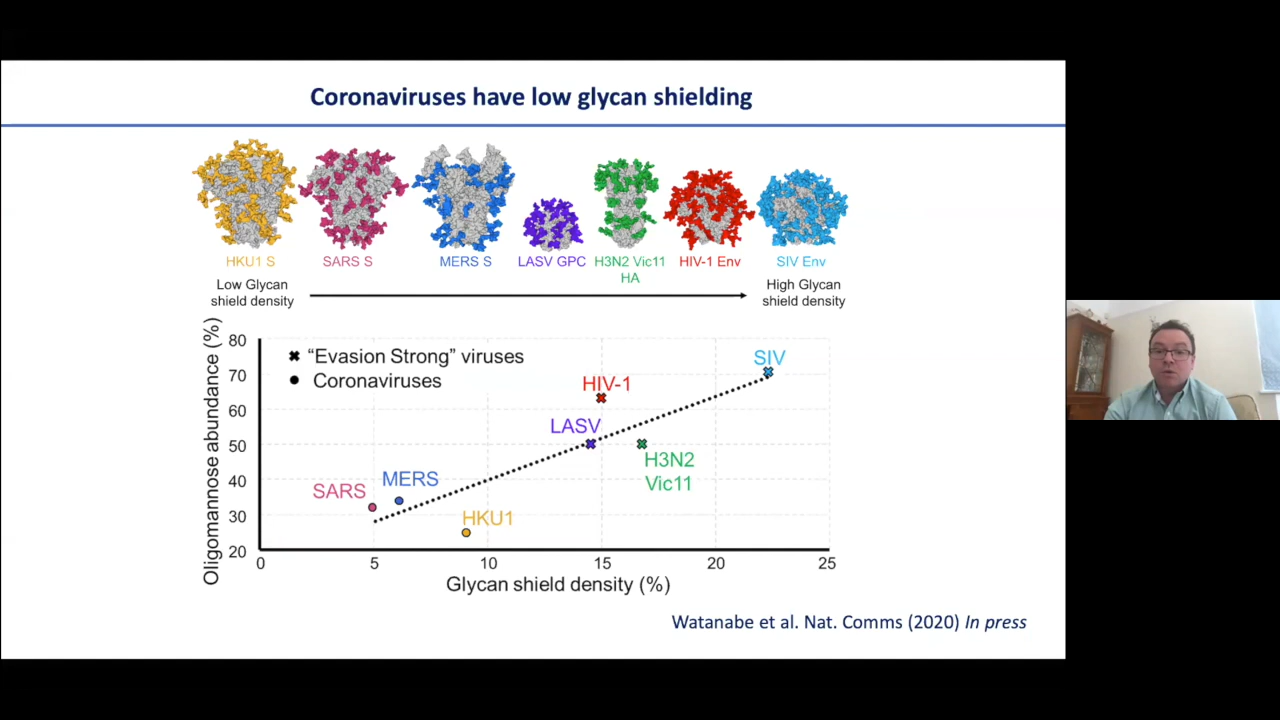 Coronaviruses have low glycan shielding
HKU1 S
SARS S
MERS S
LASV GPC
H3N2 Vic11
HA
HIV-1 Env
SIV Env
Low Glycan
shield density
High Glycan
shield density
Oligomannose abundance (%)
80
70
60
50
40
30
20
"Evasion Strong" viruses
Coronaviruses
SARS
MERS
HKU1
LASV
HIV-1
H3N2
Vic11
SIV
0
5
10
15
20
25
Glycan shield density (%)
Watanabe et al. Nat. Comms (2020) In press